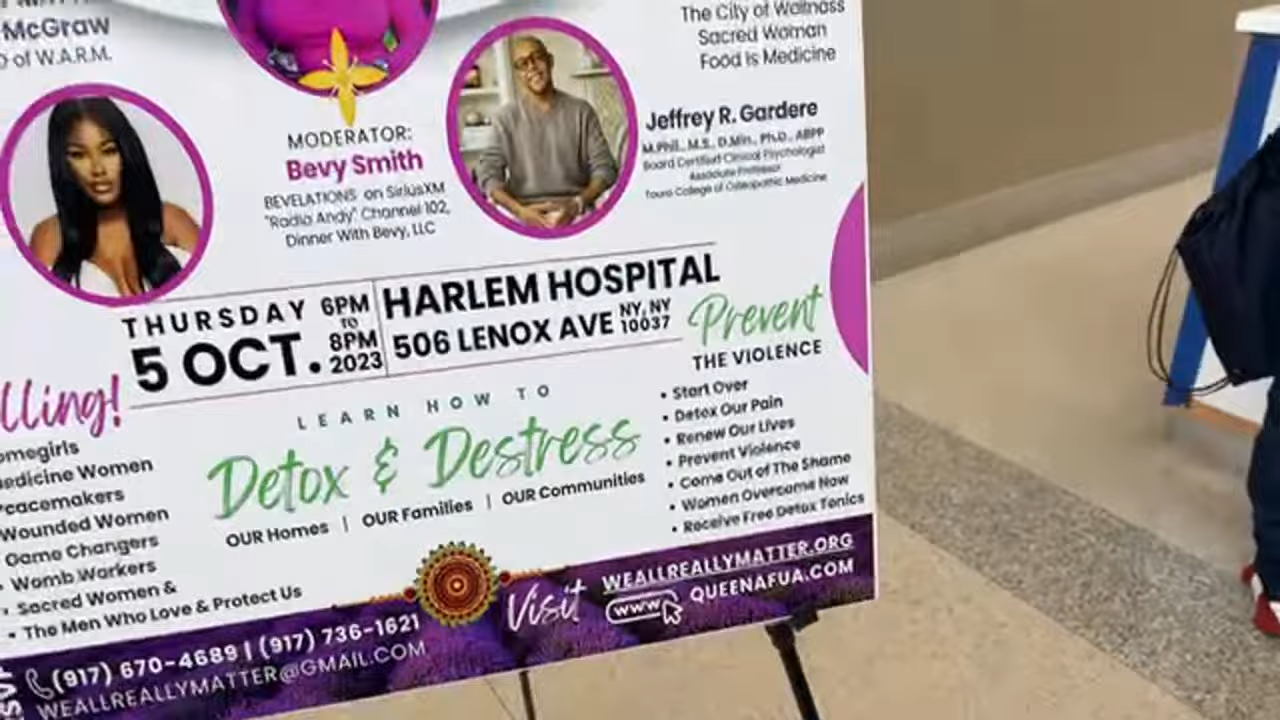 McGraw
of W.A.R.M.
The City of Wellness
Sacred Woman
Food Is Medicine
MODERATOR:
Bevy Smith
BEVELATIONS on SiriusXM
"Radio Andy" Channel 102,
Dinner With Bevy, LLC
Jeffrey R. Gardere
M.Phil., M.S., D.Min., Ph.D., ABPP
Board Certified Clinical Psychologist
Associate Professor
Touro College of Osteopathic Medicine
THURSDAY
5 OCT.
6PM
TO
8PM
2023
HARLEM HOSPITAL
506 LENOX AVE
NY, NY
10037
lling!
omegirls
edicine Women
eacemakers
Wounded Women
Game Changers
• Womb Workers
• Sacred Women &
• The Men Who Love & Protect Us
LEARN HOW TO
Detox & Destress
OUR Homes | OUR Families | OUR Communities
Prevent
THE VIOLENCE
• Start Over
• Detox Our Pain
• Renew Our Lives
• Prevent Violence
• Come Out of The Shame
• Women Overcome Now
• Receive Free Detox Tonics
(917) 670-4689 | (917) 736-1621
WEALLREALLYMATTER@GMAIL.COM
Visit
WEALLREALLYMATTER.ORG
www
QUEENAFUA.COM